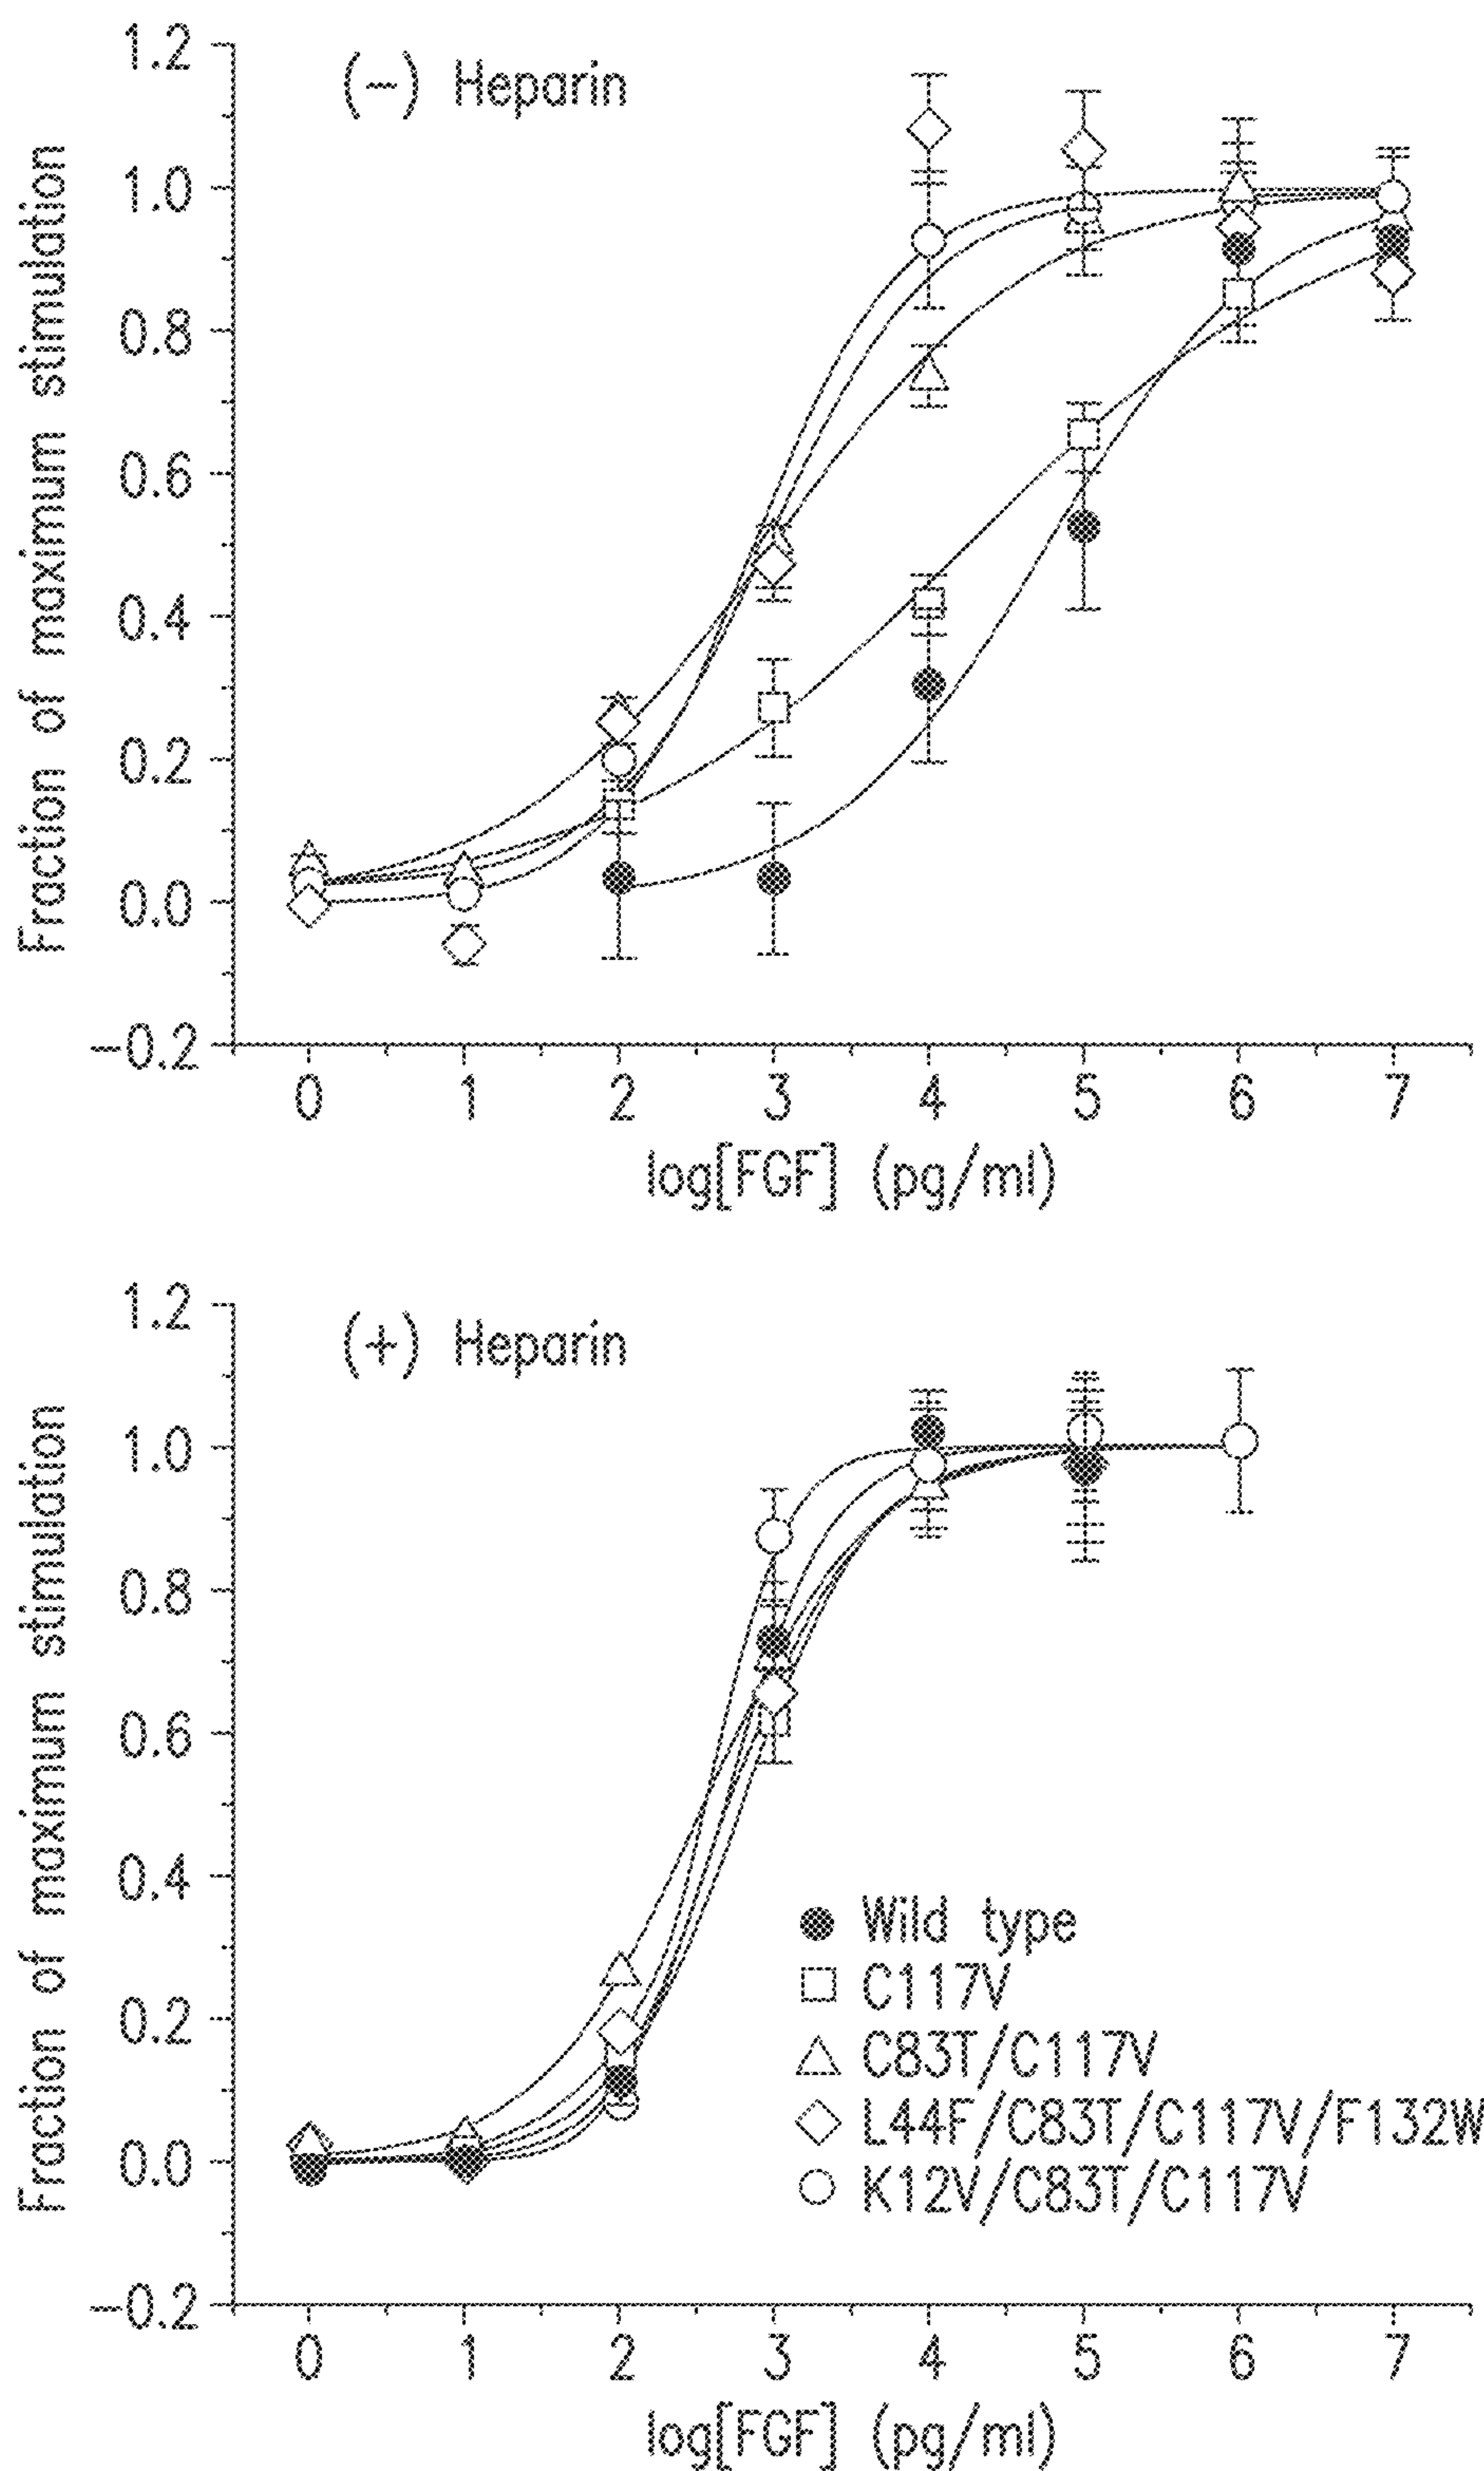 (−) Heparin
Fraction of maximum stimulation
1.2
1.0
0.8
0.6
0.4
0.2
0.0
−0.2
0 1 2 3 4 5 6 7
log[FGF] (pg/ml)
(+) Heparin
Fraction of maximum stimulation
1.2
1.0
0.8
0.6
0.4
0.2
0.0
−0.2
Wild type
C117V
C83T/C117V
L44F/C83T/C117V/F132W
K12V/C83T/C117V
0 1 2 3 4 5 6 7
log[FGF] (pg/ml)